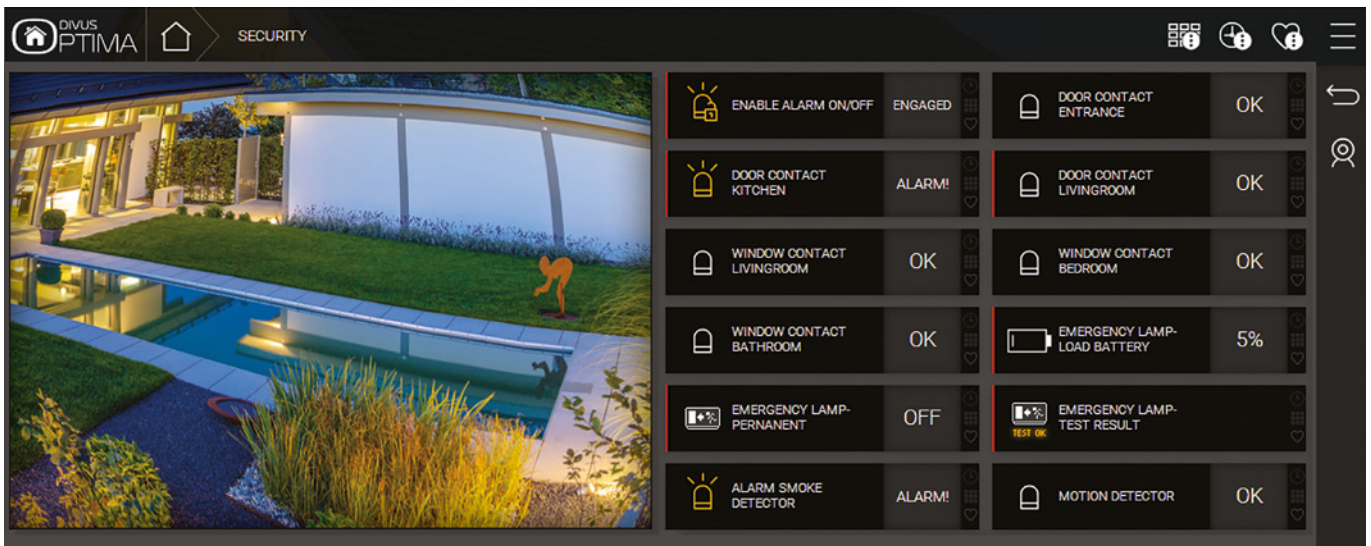 DIVUS
OPTIMA
SECURITY
ENABLE ALARM ON/OFF
ENGAGED
DOOR CONTACT
ENTRANCE
OK
DOOR CONTACT
KITCHEN
ALARM!
DOOR CONTACT
LIVINGROOM
OK
WINDOW CONTACT
LIVINGROOM
OK
WINDOW CONTACT
BEDROOM
OK
WINDOW CONTACT
BATHROOM
OK
EMERGENCY LAMP-
LOAD BATTERY
5%
EMERGENCY LAMP-
PERNANENT
OFF
TEST OK
EMERGENCY LAMP-
TEST RESULT
ALARM SMOKE
DETECTOR
ALARM!
MOTION DETECTOR
OK